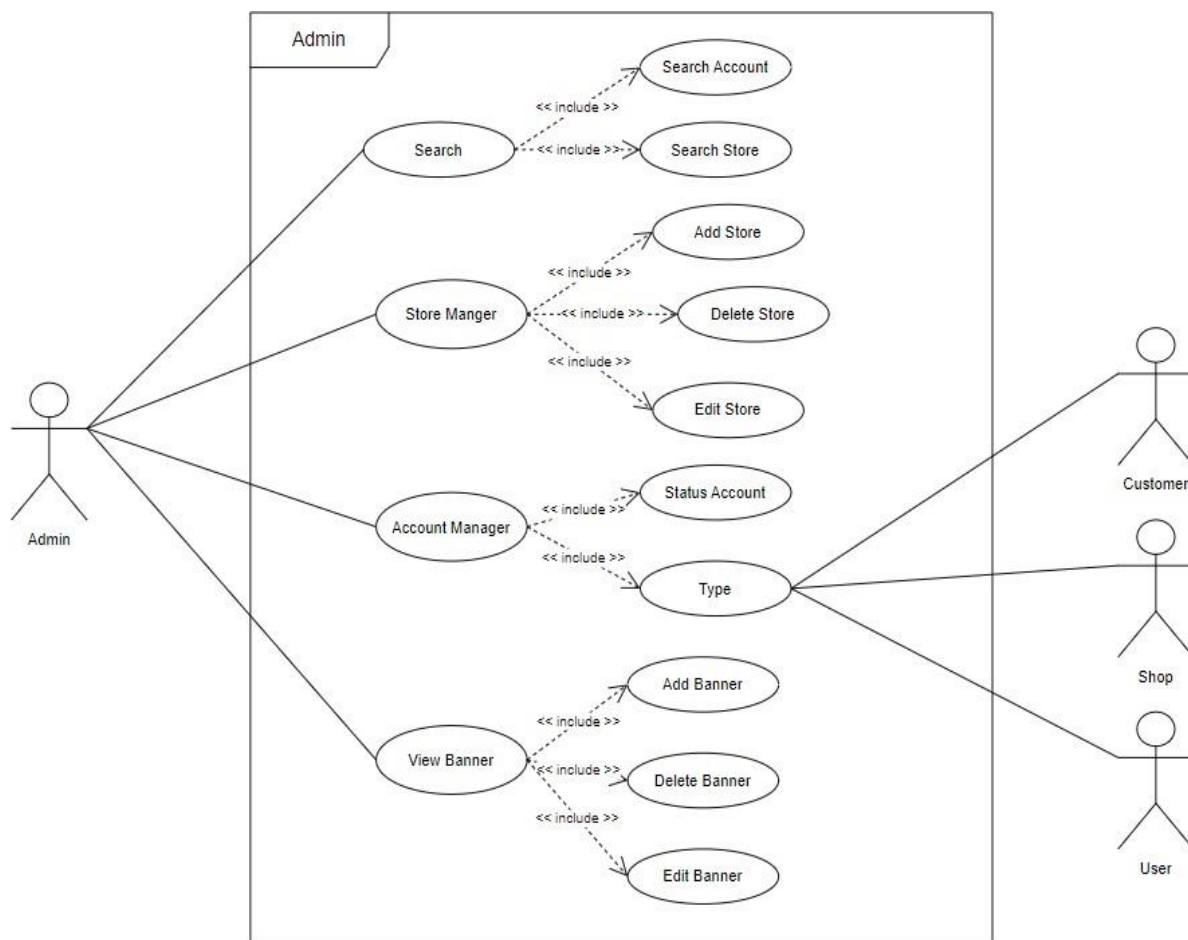 Admin
Search Account
<< include >>
Search
<< include >>
Search Store
Add Store
<< include >>
Store Manger
<< include >>
Delete Store
<< include >>
Edit Store
Admin
Customer
Status Account
<< include >>
Account Manager
<< include >>
Type
Shop
Add Banner
<< include >>
View Banner
<< include >>
Delete Banner
<< include >>
Edit Banner
User